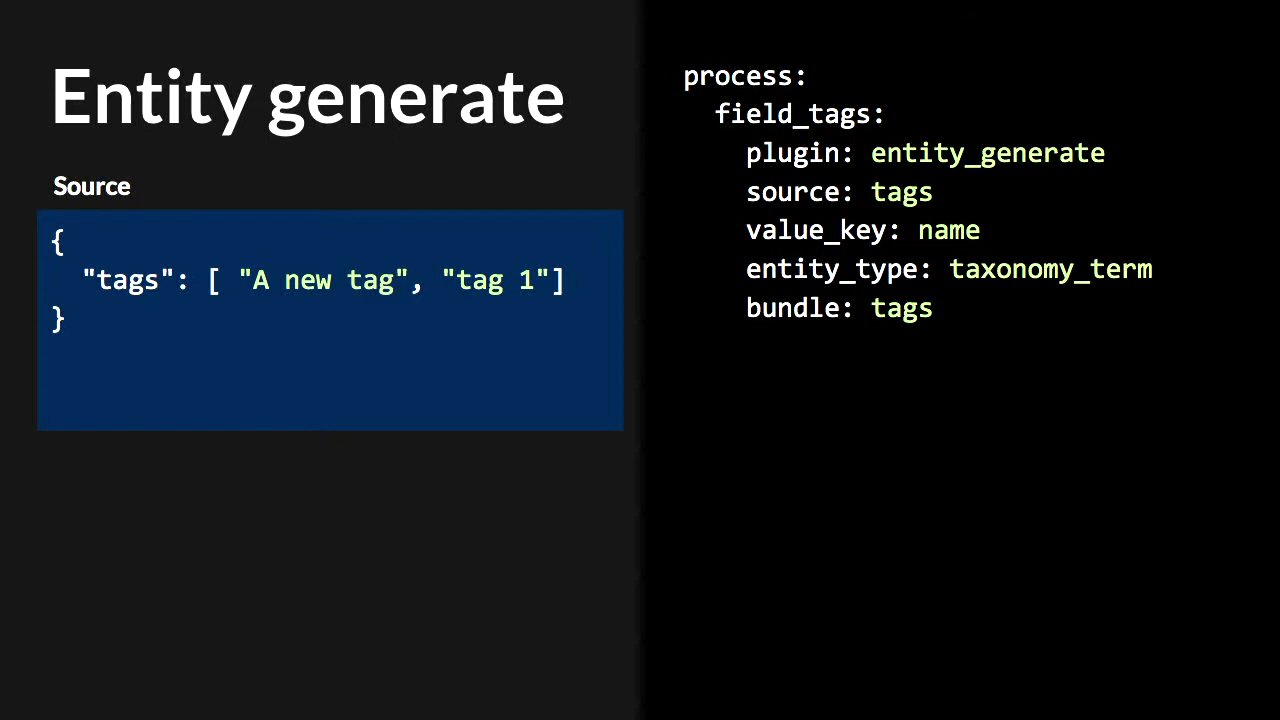 Entity generate
Source
{
"tags": [ "A new tag", "tag 1"]
}
process:
field_tags:
plugin: entity_generate
source: tags
value_key: name
entity_type: taxonomy_term
bundle: tags